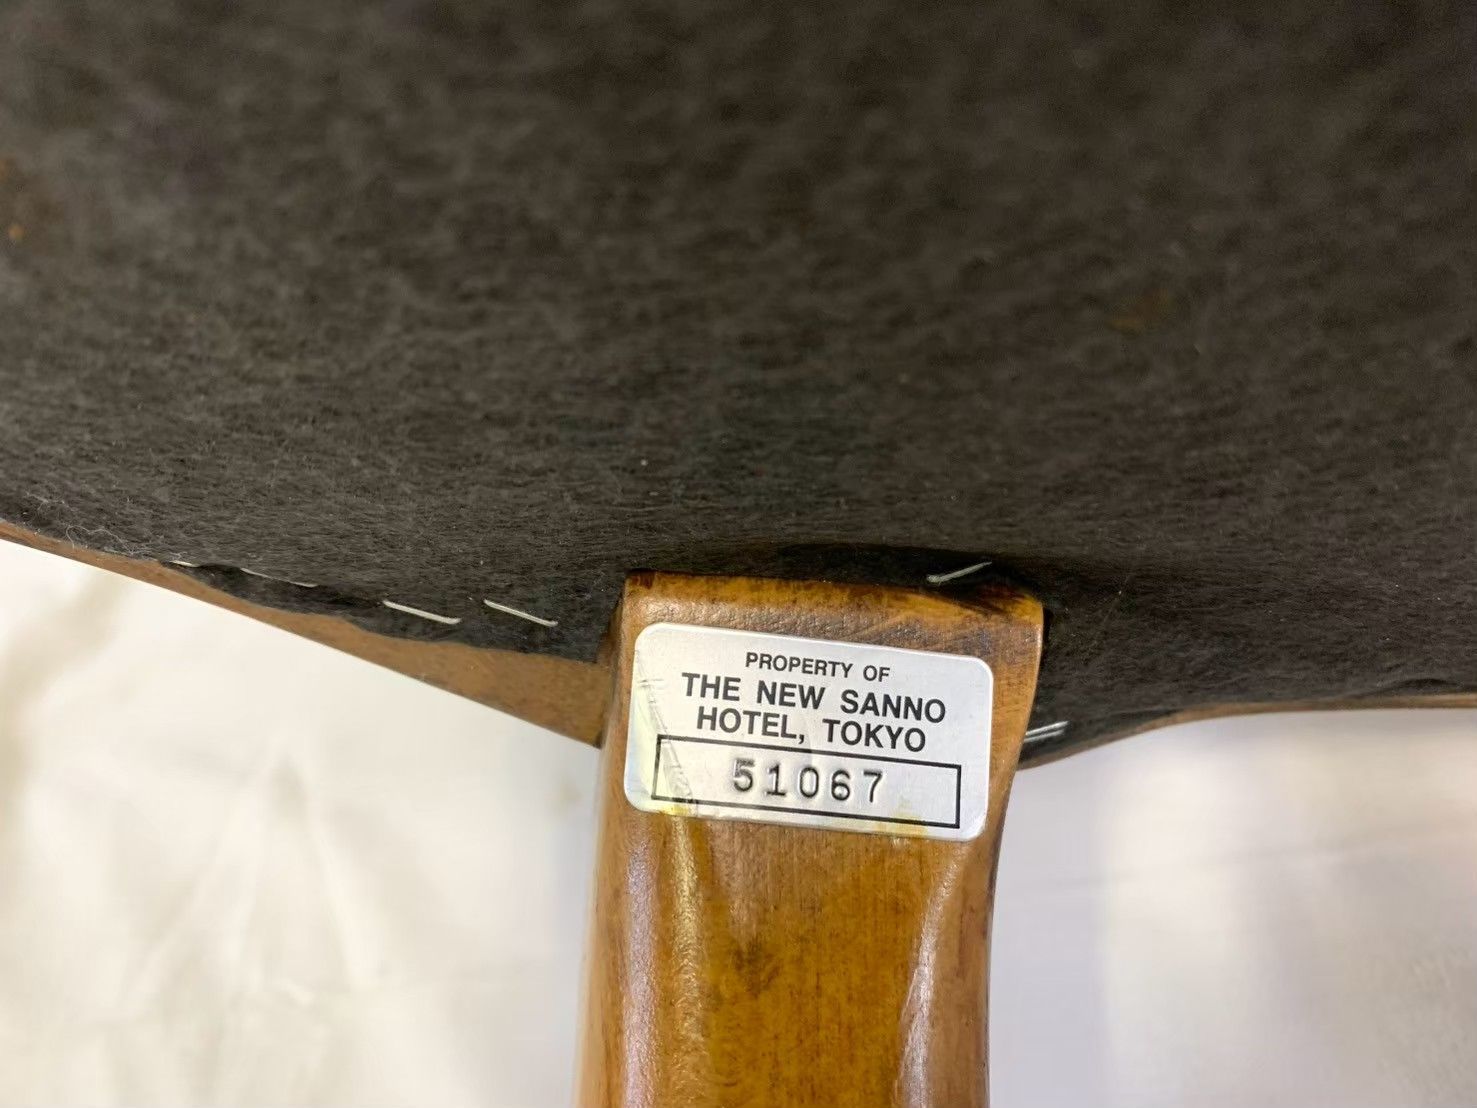 PROPERTY OF
THE NEW SANNO
HOTEL, TOKYO
51067